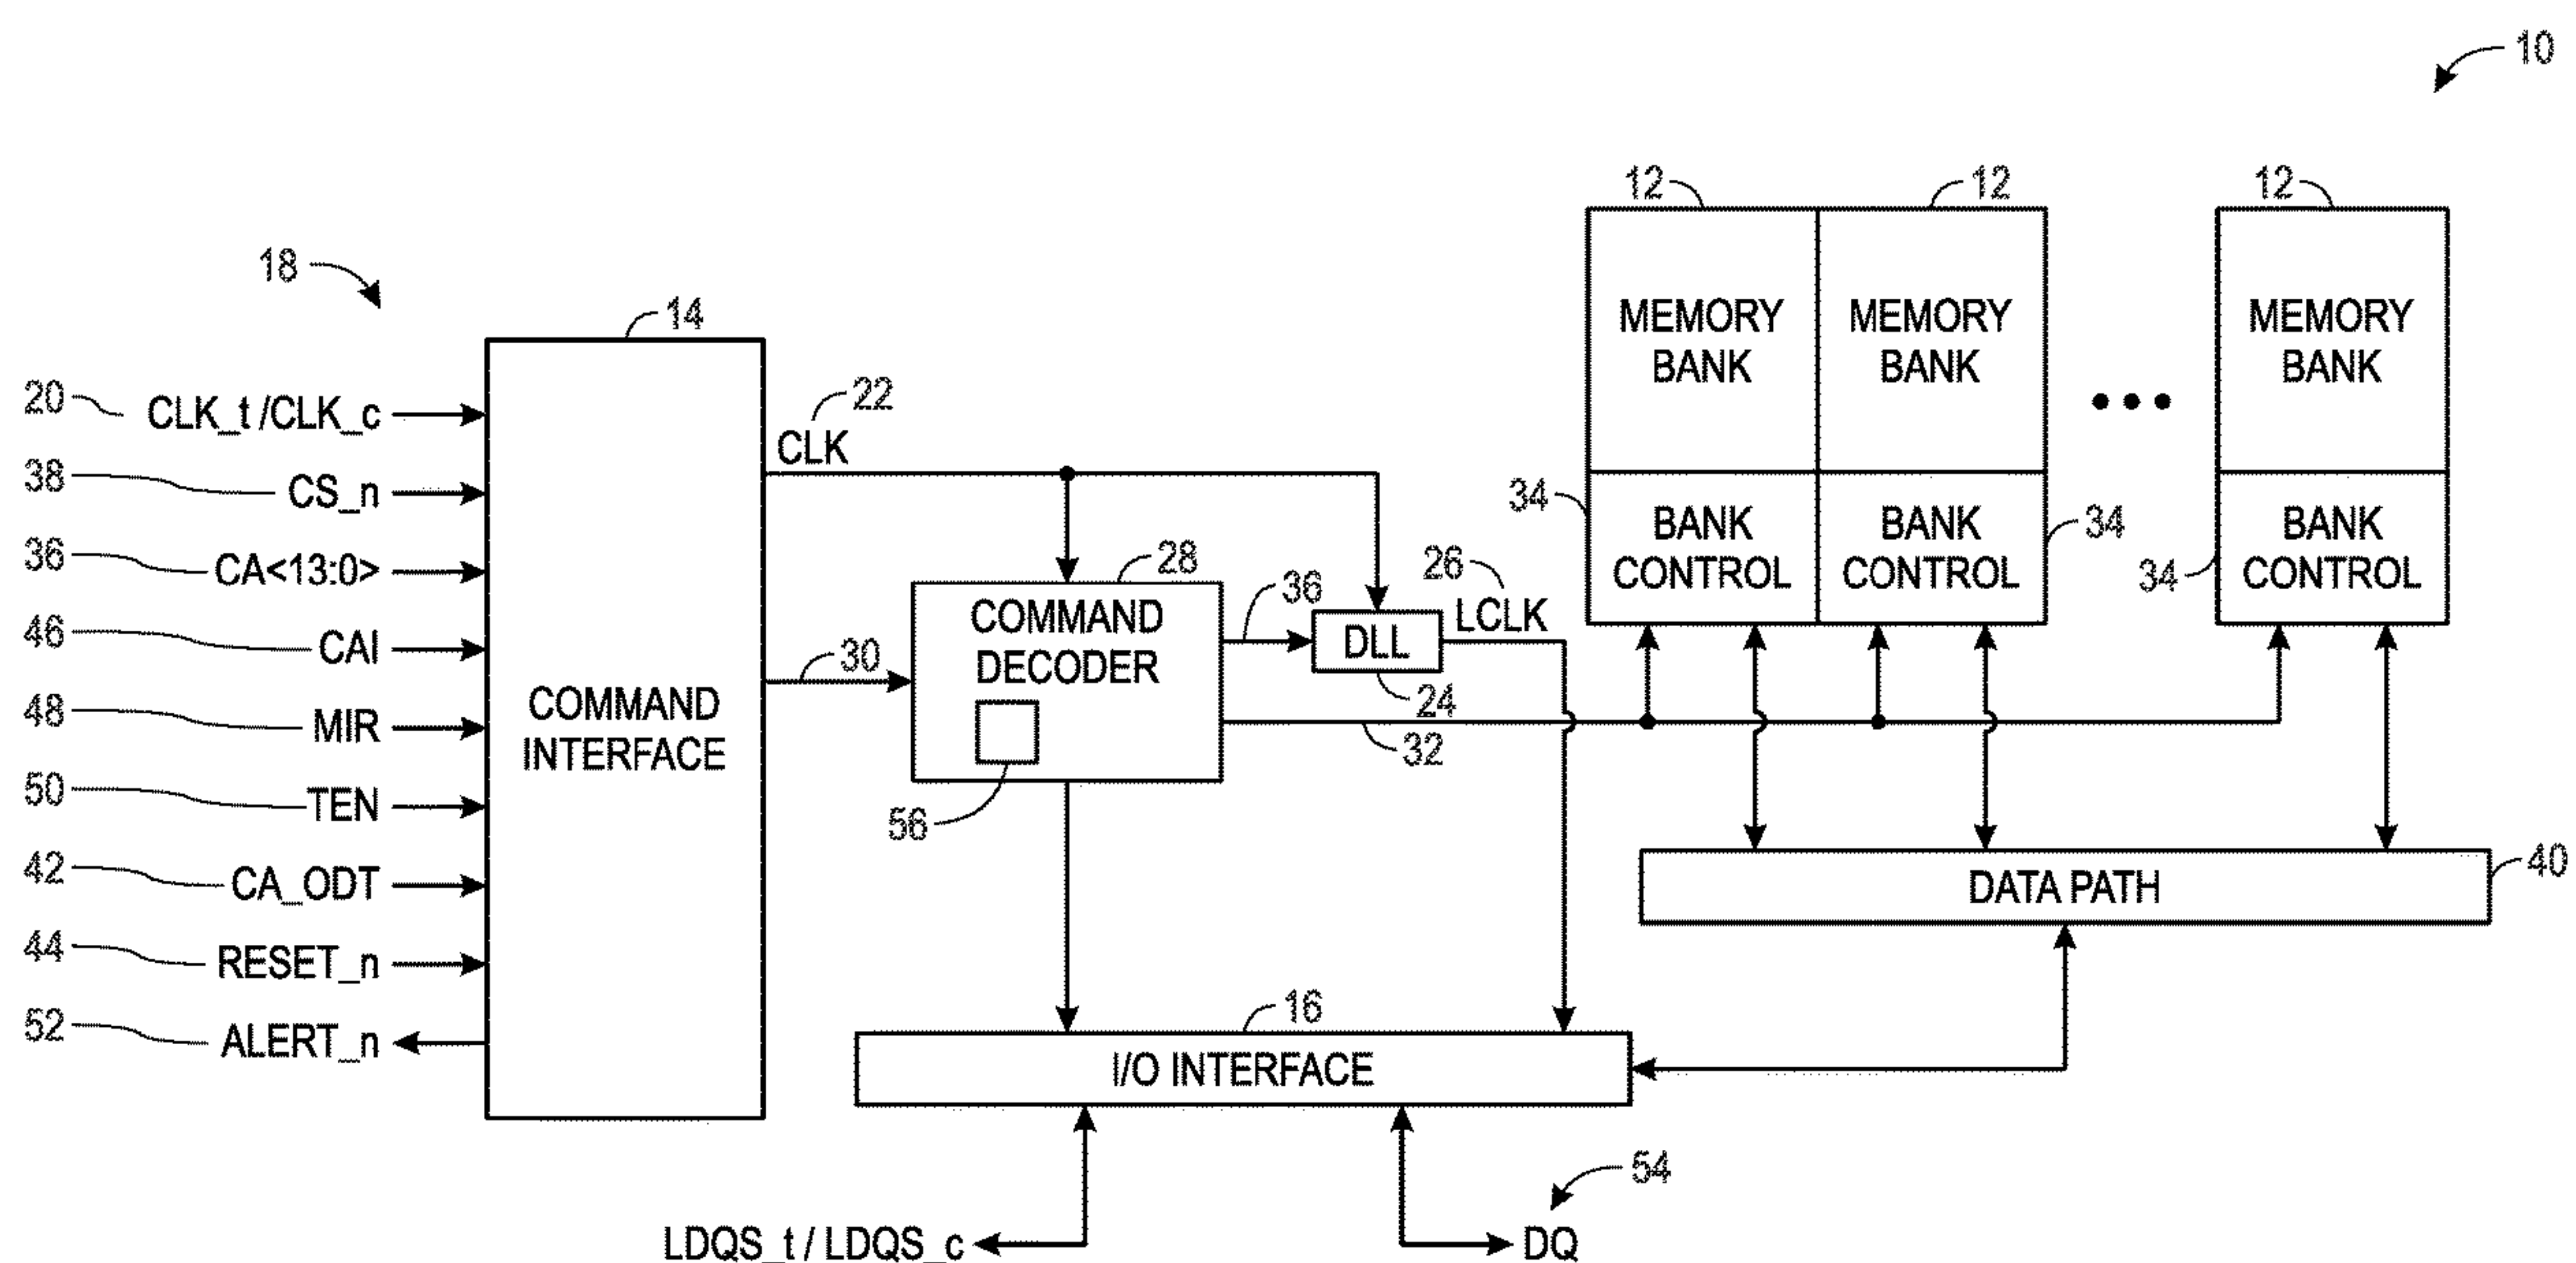 10
12
12
12
18
14
MEMORY
BANK
MEMORY
BANK
MEMORY
BANK
20
CLK_t /CLK_c
22
CLK
38
CS_n
34
BANK
CONTROL
BANK
CONTROL
34
34
BANK
CONTROL
36
CA<13:0>
28
COMMAND
DECODER
36
26
LCLK
DLL
24
46
CAI
30
48
MIR
COMMAND
INTERFACE
32
50
TEN
56
42
CA_ODT
DATA PATH
40
44
RESET_n
16
52
ALERT_n
I/O INTERFACE
54
LDQS_t / LDQS_c
DQ